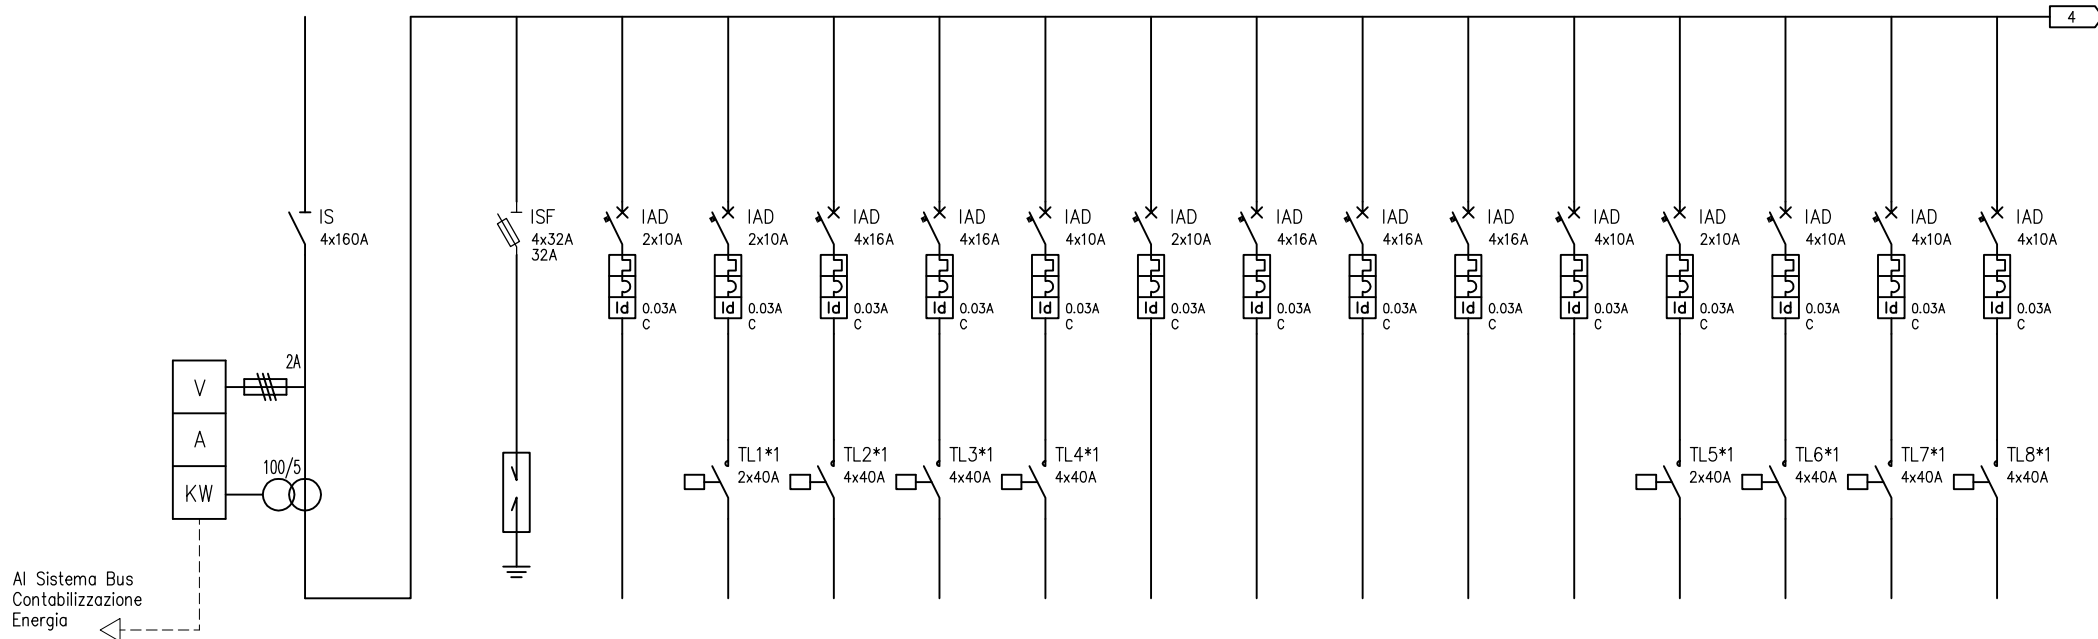 4
IS
4x160A
ISF
4x32A
32A
IAD
2x10A
0.03A
C
IAD
2x10A
0.03A
C
IAD
4x16A
0.03A
C
IAD
4x16A
0.03A
C
IAD
4x10A
0.03A
C
IAD
2x10A
0.03A
C
IAD
4x16A
0.03A
C
IAD
4x16A
0.03A
C
IAD
4x16A
0.03A
C
IAD
4x10A
0.03A
C
IAD
2x10A
0.03A
C
IAD
4x10A
0.03A
C
IAD
4x10A
0.03A
C
IAD
4x10A
0.03A
C
Id
Id
Id
Id
Id
Id
Id
Id
Id
Id
Id
Id
Id
Id
2A
V
A
100/5
KW
TL1*1
2x40A
TL2*1
4x40A
TL3*1
4x40A
TL4*1
4x40A
TL5*1
2x40A
TL6*1
4x40A
TL7*1
4x40A
TL8*1
4x40A
Al Sistema Bus
Contabilizzazione
Energia